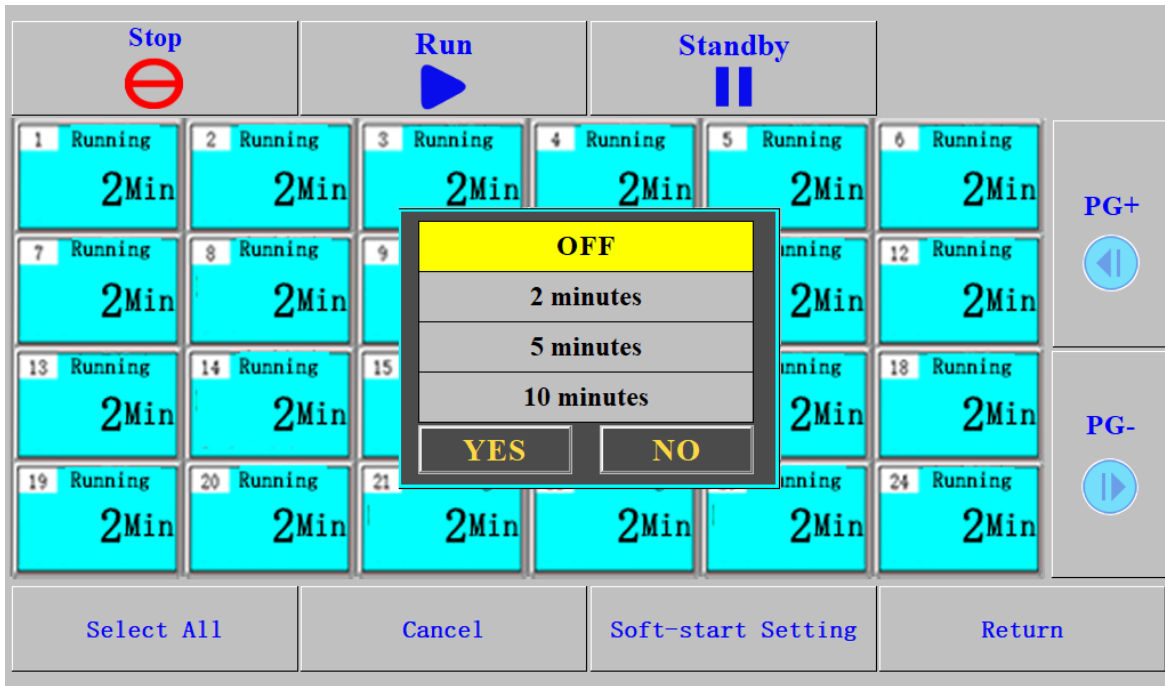 Stop Run Standby
1 Running 2 Running 3 Running 4 Running 5 Running 6 Running
2Min 2Min 2Min 2Min 2Min 2Min
PG+
7 Running 8 Running 9 12 Running
2Min 2Min 2Min 2Min
OFF
2 minutes
5 minutes
10 minutes
YES NO
13 Running 14 Running 15 18 Running
2Min 2Min 2Min 2Min
PG-
19 Running 20 Running 21 24 Running
2Min 2Min 2Min 2Min 2Min 2Min
Select All Cancel Soft-start Setting Return